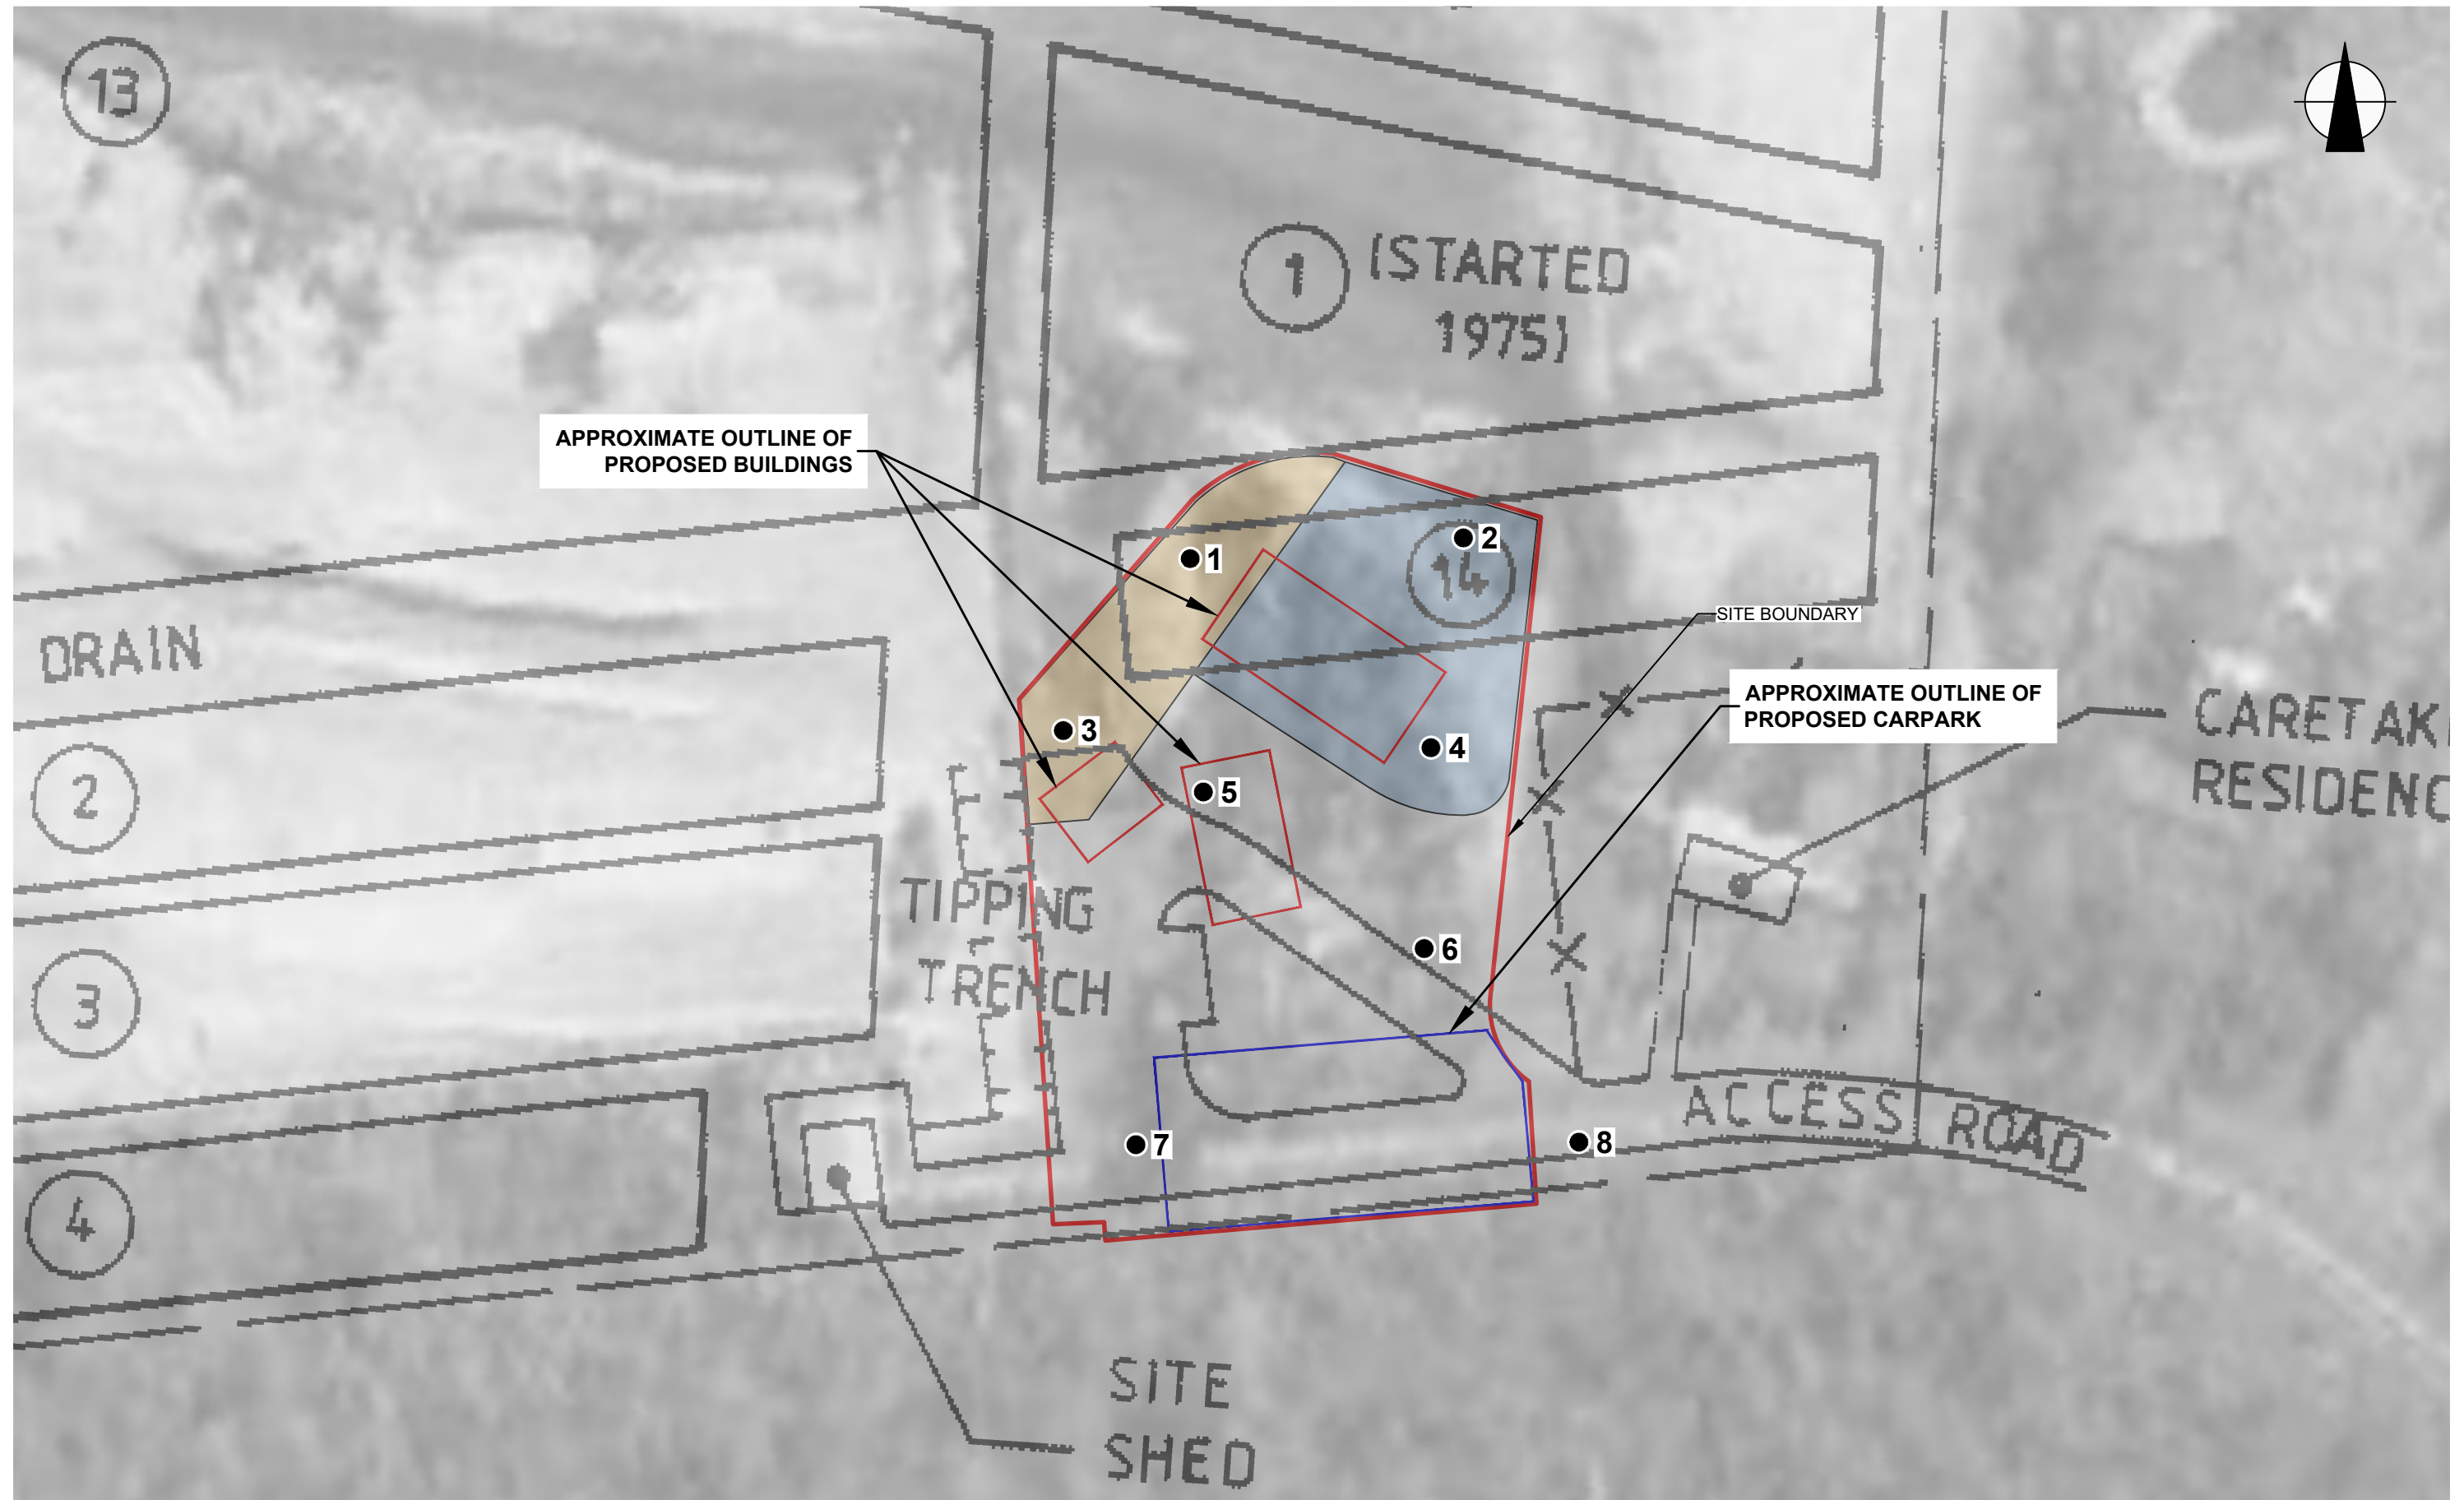 13
1
(STARTED
1975)
APPROXIMATE OUTLINE OF
PROPOSED BUILDINGS
1
2
14
SITE BOUNDARY
DRAIN
APPROXIMATE OUTLINE OF
PROPOSED CARPARK
CARETAK
RESIDENC
3
4
5
2
TIPPING
TRENCH
6
3
ACCESS ROAD
7
8
4
SITE
SHED